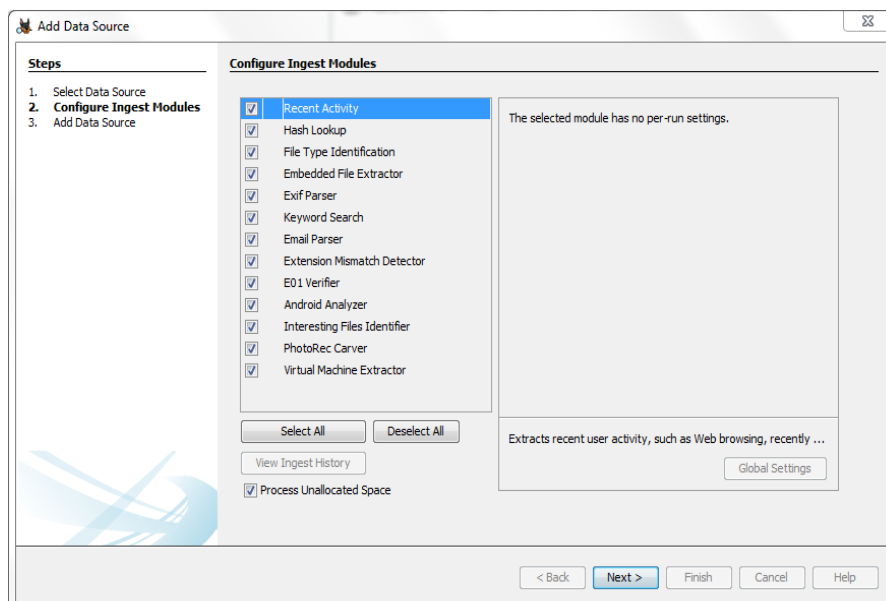 Add Data Source
Steps
1. Select Data Source
2. Configure Ingest Modules
3. Add Data Source
Configure Ingest Modules
Recent Activity
Hash Lookup
File Type Identification
Embedded File Extractor
Exif Parser
Keyword Search
Email Parser
Extension Mismatch Detector
E01 Verifier
Android Analyzer
Interesting Files Identifier
PhotoRec Carver
Virtual Machine Extractor
Select All
Deselect All
View Ingest History
Process Unallocated Space
The selected module has no per-run settings.
Extracts recent user activity, such as Web browsing, recently ...
Global Settings
< Back
Next >
Finish
Cancel
Help